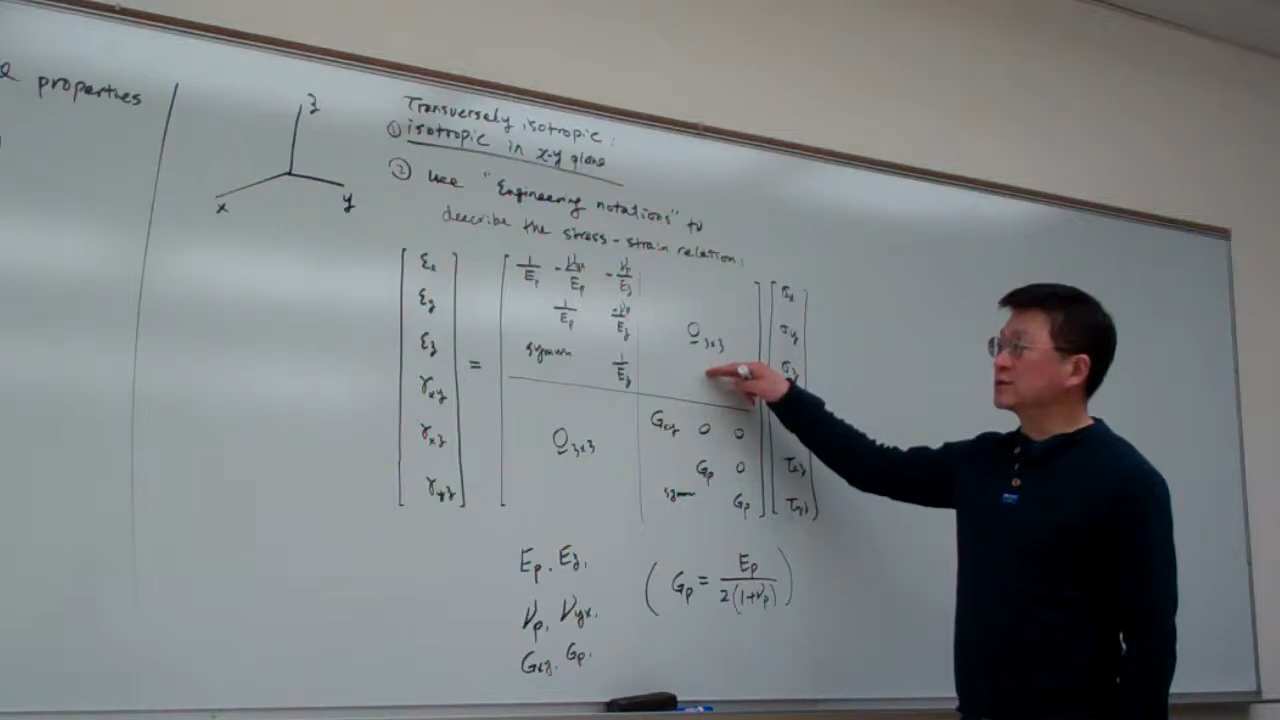 properties
z
x
y
Transversely isotropic:
① isotropic in x-y plane
② use "Engineering notations" to
describe the stress-strain relation:
εx
εy
εz
γxy
γxz
γyz
=
1/Ep -νyx/Ep -νp/Ez
1/Ep -νp/Ez
symm 1/Ez
0 3x3
0 3x3
Gxy 0 0
Gp 0
symm Gp
σx
σy
σz
τxz
τyz
Ep, Ez,
νp, νyx,
Gxz, Gp,
(Gp = Ep/2(1+νp))